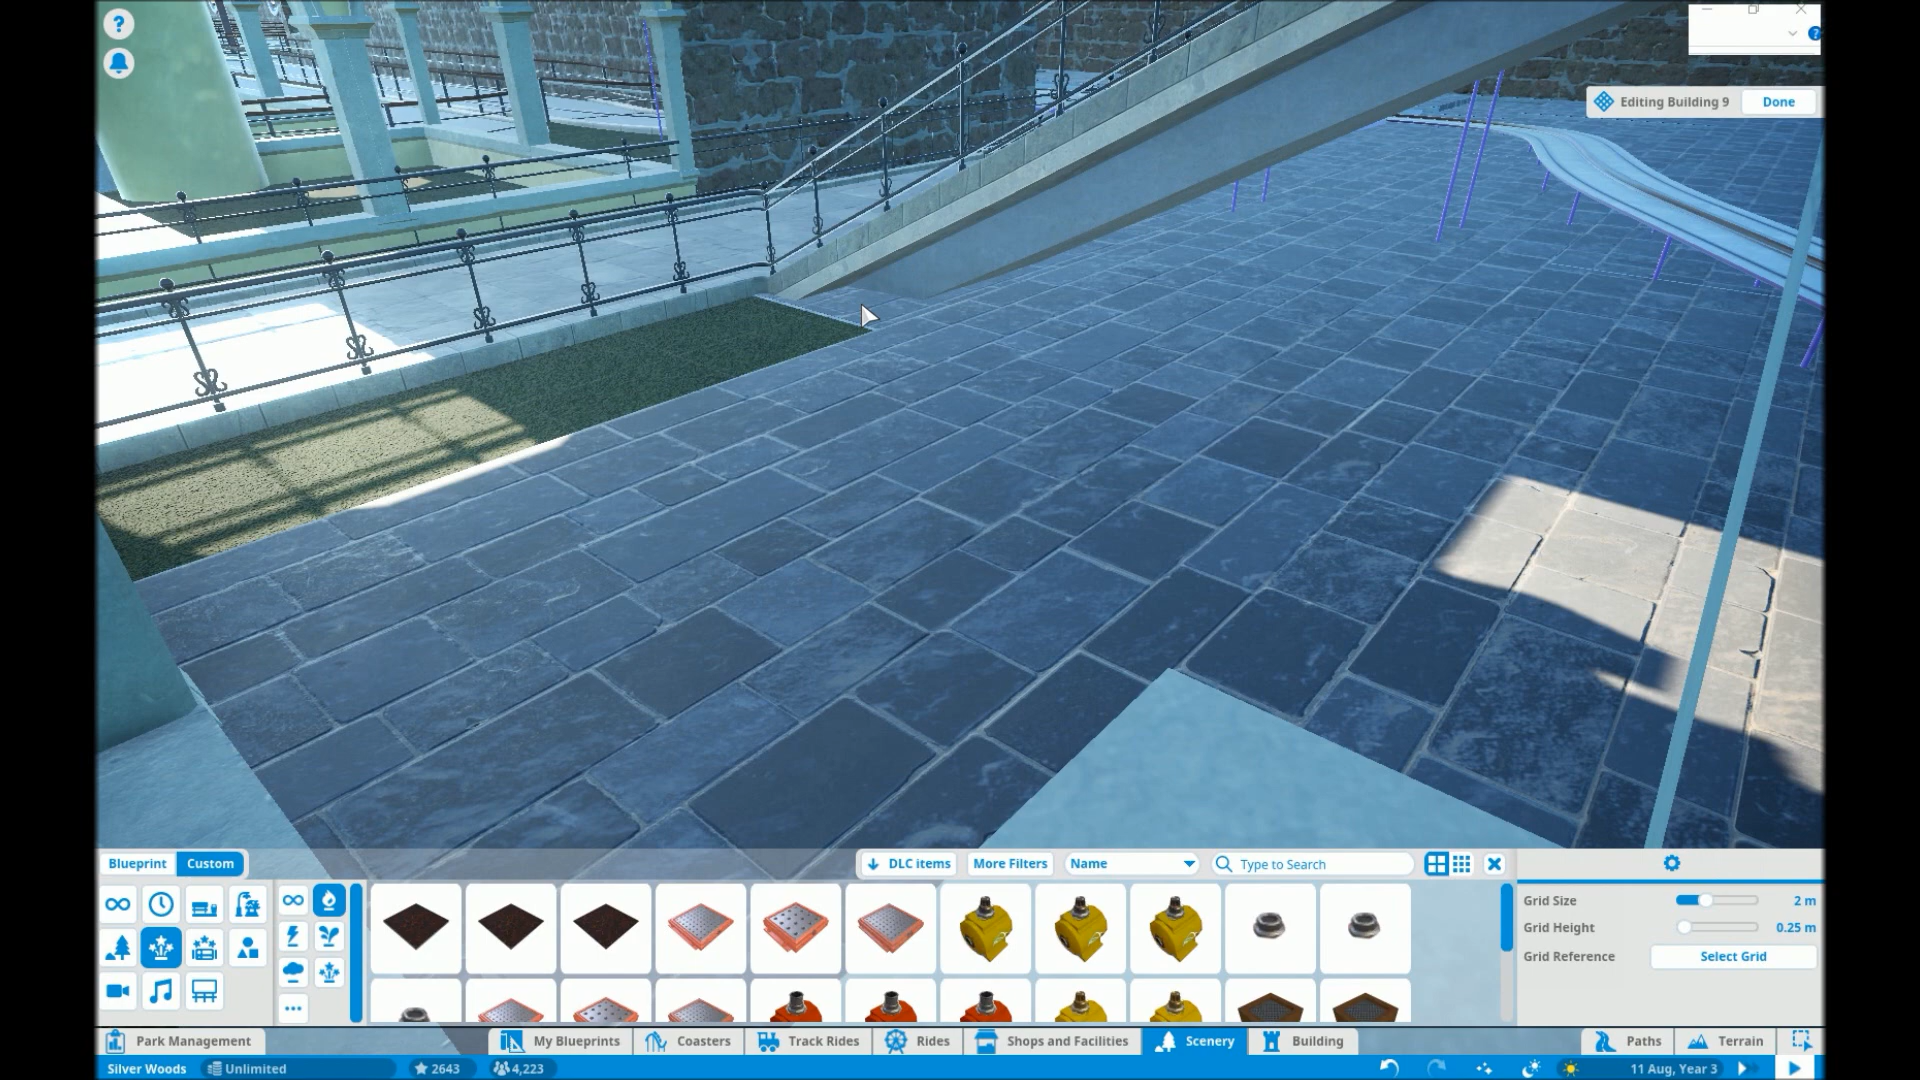 ?
?
Editing Building 9 Done
Blueprint Custom
DLC items More Filters Name Type to Search
Grid Size 2 m
Grid Height 0.25 m
Grid Reference Select Grid
Park Management My Blueprints Coasters Track Rides Rides Shops and Facilities Scenery Building Paths Terrain
Silver Woods Unlimited 2643 4,223 11 Aug, Year 3